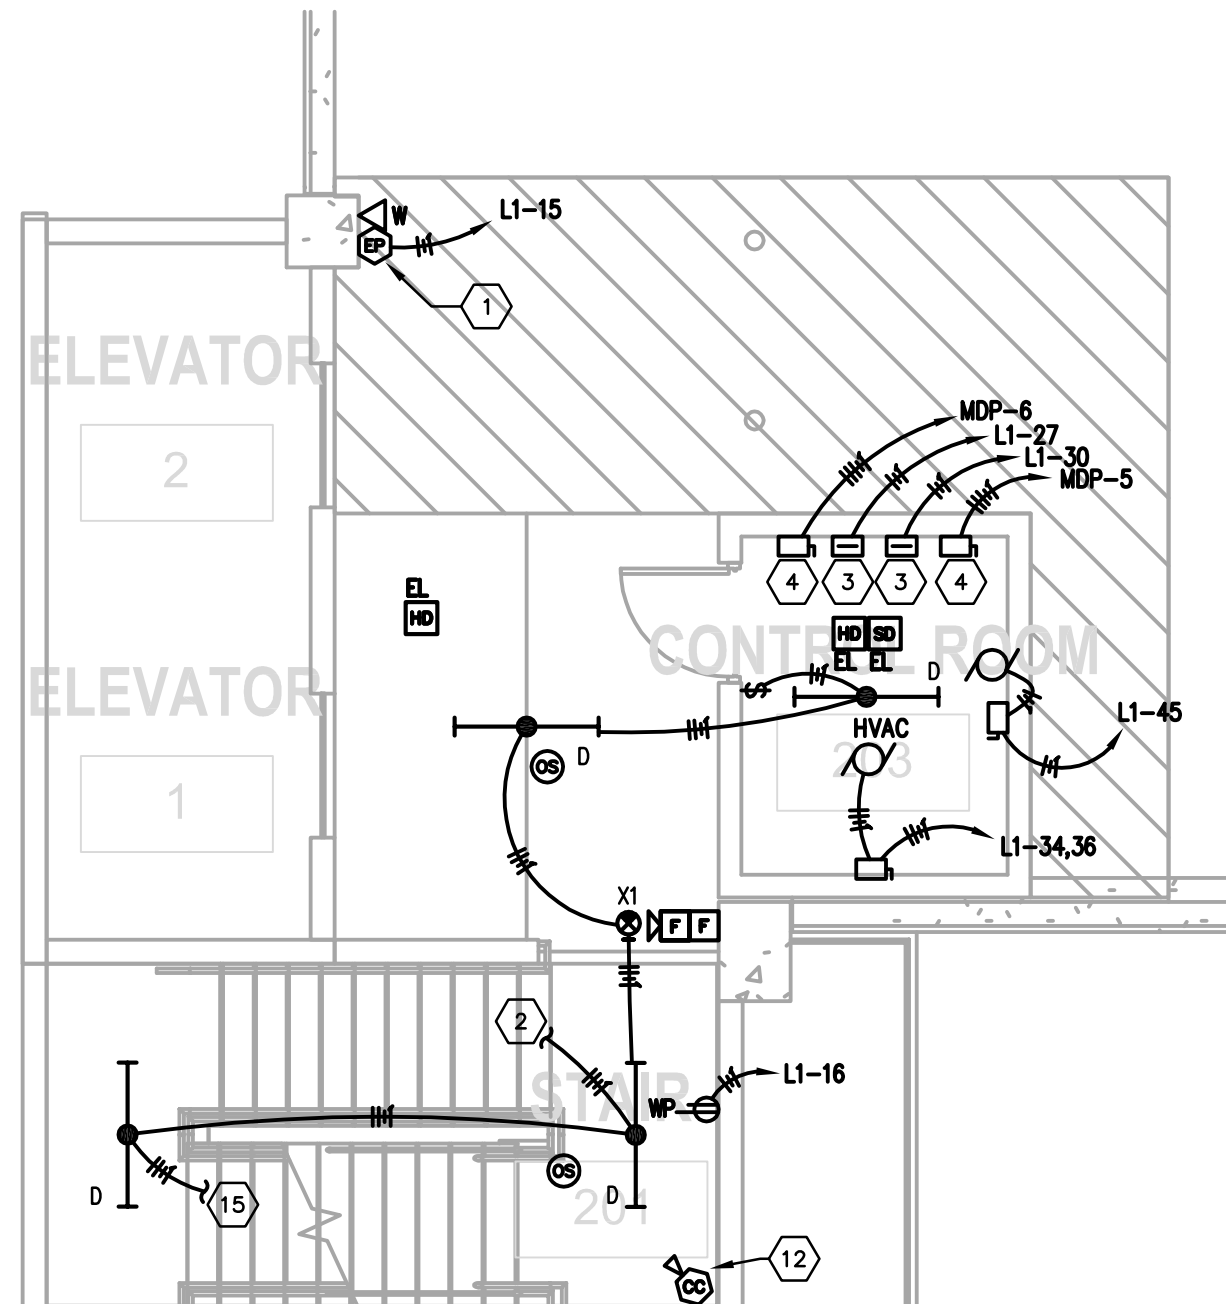 W
L1-15
EP
1
ELEVATOR
2
MDP-6
L1-27
L1-30
MDP-5
4
3
3
4
EL
HD
HD
SD
EL
EL
CONTROL ROOM
D
S
ELEVATOR
1
L1-45
HVAC
203
OS
D
L1-34,36
X1
F
F
2
STAIR
L1-16
WP
OS
D
D
15
201
12
CC